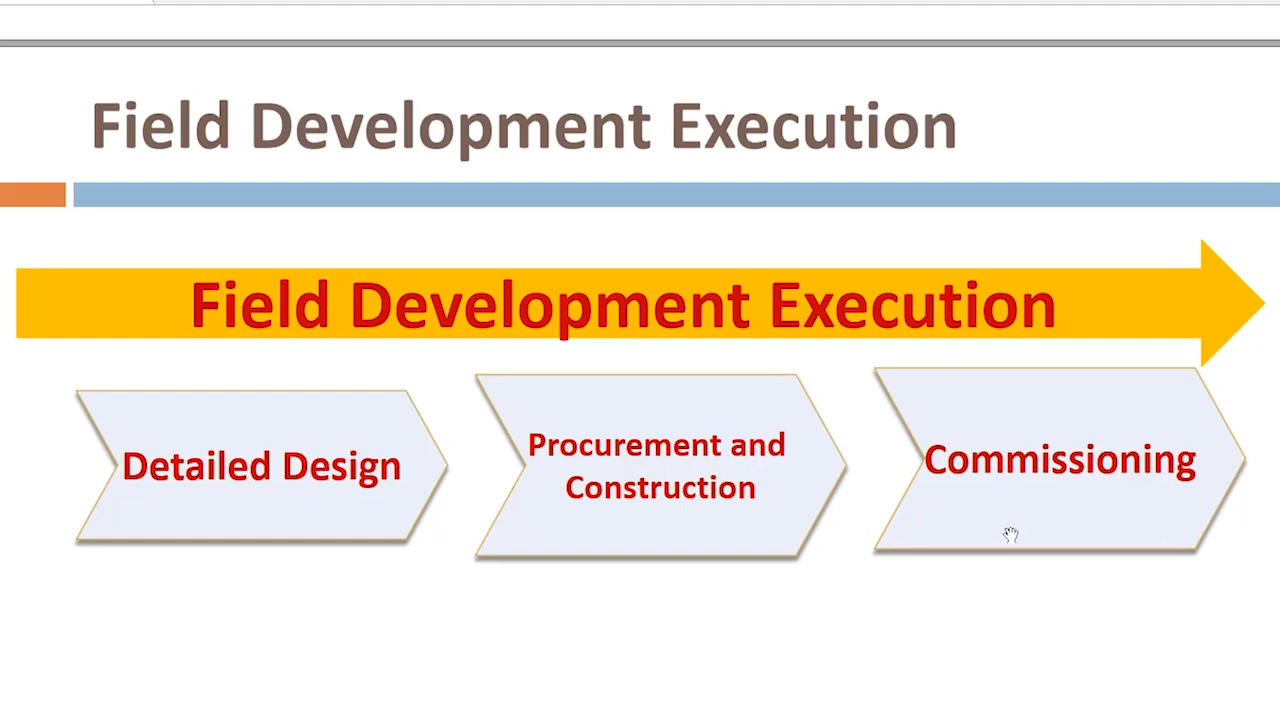 Field Development Execution
Field Development Execution
Detailed Design
Procurement and
Construction
Commissioning